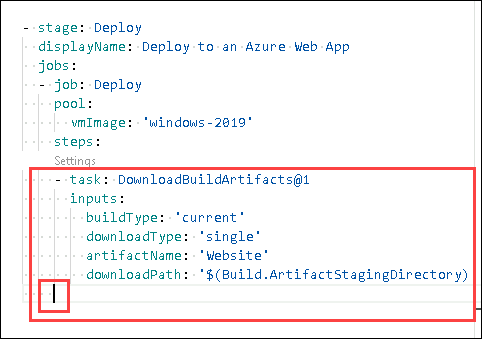 - stage: Deploy
displayName: Deploy to an Azure Web App
jobs:
- job: Deploy
pool:
vmImage: 'windows-2019'
steps:
Settings
- task: DownloadBuildArtifacts@1
inputs:
buildType: 'current'
downloadType: 'single'
artifactName: 'Website'
downloadPath: '$(Build.ArtifactStagingDirectory)